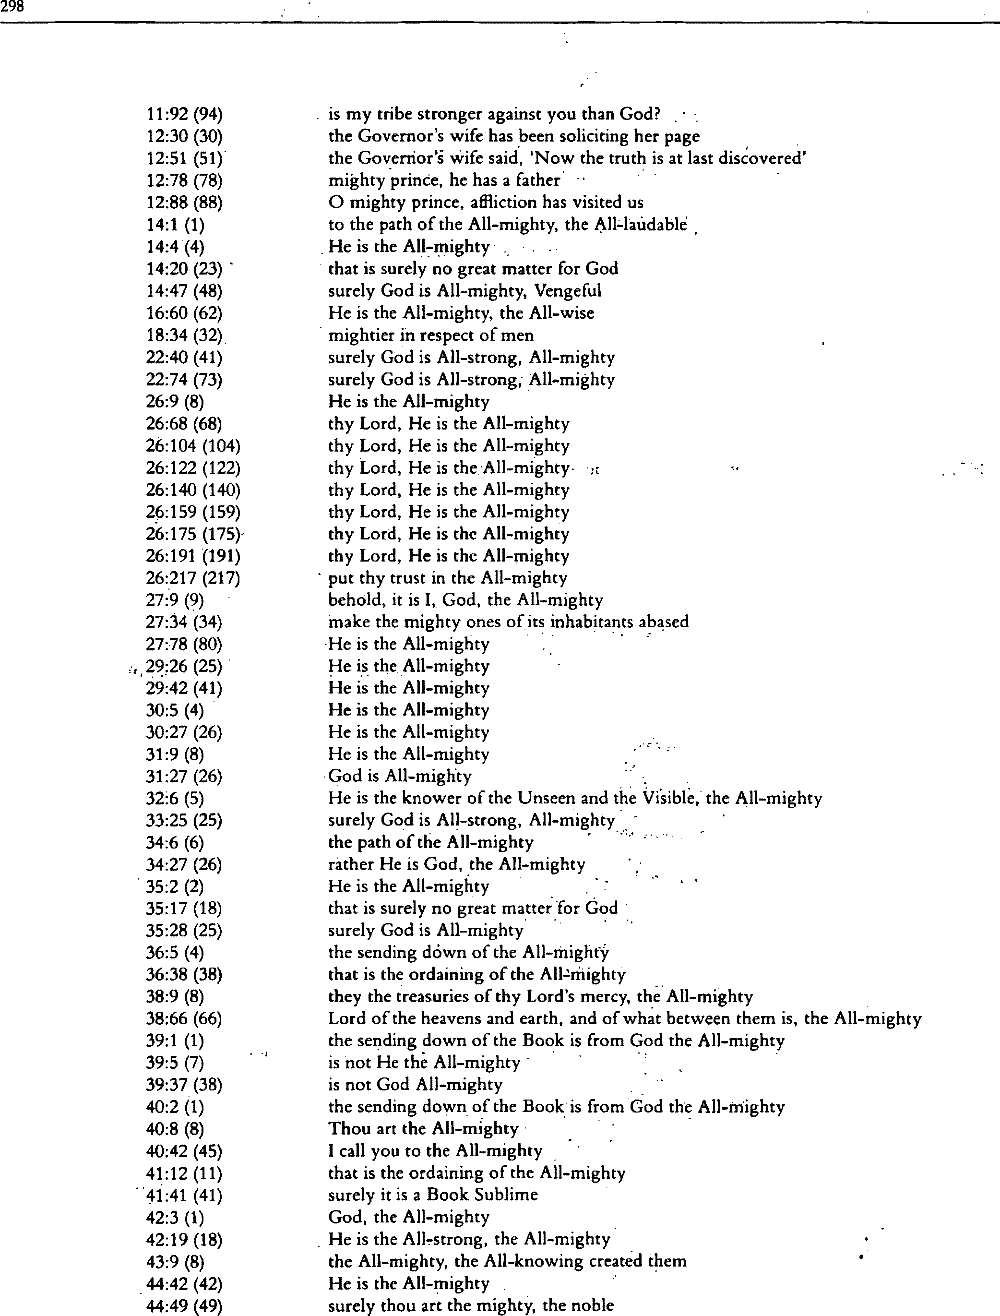 298
11:92 (94) is my tribe stronger against you than God?
12:30 (30) the Governor's wife has been soliciting her page
12:51 (51) the Governor's wife said, 'Now the truth is at last discovered'
12:78 (78) mighty prince, he has a father
12:88 (88) O mighty prince, affliction has visited us
14:1 (1) to the path of the All-mighty, the All-laudable
14:4 (4) He is the All-mighty
14:20 (23) that is surely no great matter for God
14:47 (48) surely God is All-mighty, Vengeful
16:60 (62) He is the All-mighty, the All-wise
18:34 (32) mightier in respect of men
22:40 (41) surely God is All-strong, All-mighty
22:74 (73) surely God is All-strong, All-mighty
26:9 (8) He is the All-mighty
26:68 (68) thy Lord, He is the All-mighty
26:104 (104) thy Lord, He is the All-mighty
26:122 (122) thy Lord, He is the All-mighty
26:140 (140) thy Lord, He is the All-mighty
26:159 (159) thy Lord, He is the All-mighty
26:175 (175) thy Lord, He is the All-mighty
26:191 (191) thy Lord, He is the All-mighty
26:217 (217) put thy trust in the All-mighty
27:9 (9) behold, it is I, God, the All-mighty
27:34 (34) make the mighty ones of its inhabitants abased
27:78 (80) He is the All-mighty
29:26 (25) He is the All-mighty
29:42 (41) He is the All-mighty
30:5 (4) He is the All-mighty
30:27 (26) He is the All-mighty
31:9 (8) He is the All-mighty
31:27 (26) God is All-mighty
32:6 (5) He is the knower of the Unseen and the Visible, the All-mighty
33:25 (25) surely God is All-strong, All-mighty
34:6 (6) the path of the All-mighty
34:27 (26) rather He is God, the All-mighty
35:2 (2) He is the All-mighty
35:17 (18) that is surely no great matter for God
35:28 (25) surely God is All-mighty
36:5 (4) the sending down of the All-mighty
36:38 (38) that is the ordaining of the All-mighty
38:9 (8) they the treasuries of thy Lord's mercy, the All-mighty
38:66 (66) Lord of the heavens and earth, and of what between them is, the All-mighty
39:1 (1) the sending down of the Book is from God the All-mighty
39:5 (7) is not He the All-mighty
39:37 (38) is not God All-mighty
40:2 (1) the sending down of the Book is from God the All-mighty
40:8 (8) Thou art the All-mighty
40:42 (45) I call you to the All-mighty
41:12 (11) that is the ordaining of the All-mighty
41:41 (41) surely it is a Book Sublime
42:3 (1) God, the All-mighty
42:19 (18) He is the All-strong, the All-mighty
43:9 (8) the All-mighty, the All-knowing created them
44:42 (42) He is the All-mighty
44:49 (49) surely thou art the mighty, the noble